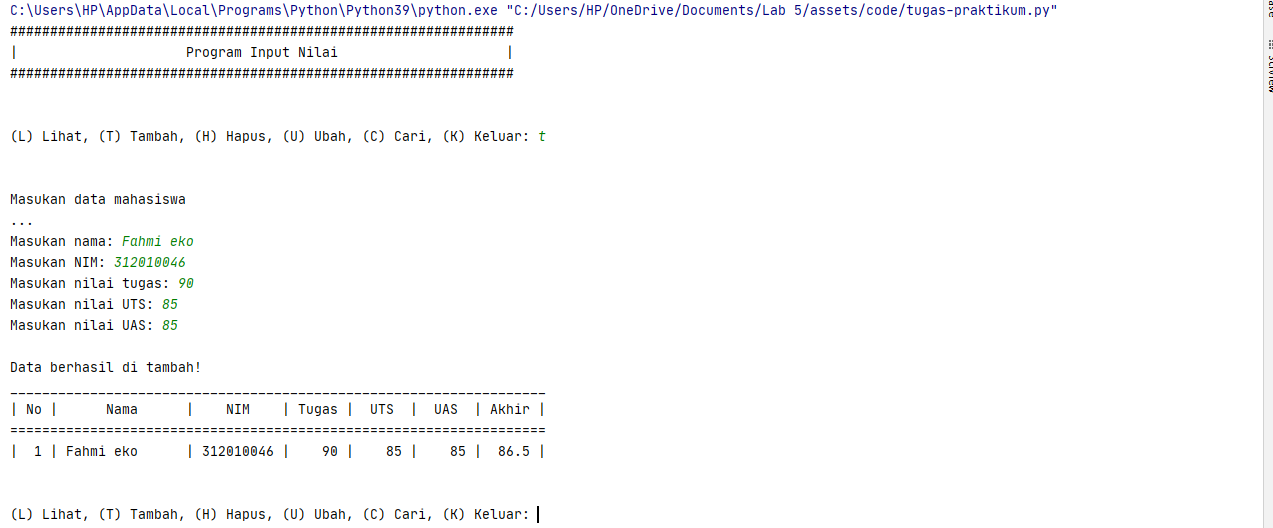 C:\Users\HP\AppData\Local\Programs\Python\Python39\python.exe "C:/Users/HP/OneDrive/Documents/Lab 5/assets/code/tugas-praktikum.py"
###############################################################
|                     Program Input Nilai                     |
###############################################################
(L) Lihat, (T) Tambah, (H) Hapus, (U) Ubah, (C) Cari, (K) Keluar: t
Masukan data mahasiswa
...
Masukan nama: Fahmi eko
Masukan NIM: 312010046
Masukan nilai tugas: 90
Masukan nilai UTS: 85
Masukan nilai UAS: 85
Data berhasil di tambah!
-------------------------------------------------------------------
| No |      Nama      |    NIM    | Tugas |  UTS  |  UAS  | Akhir |
===================================================================
|  1 | Fahmi eko      | 312010046 |    90 |    85 |    85 |  86.5 |
(L) Lihat, (T) Tambah, (H) Hapus, (U) Ubah, (C) Cari, (K) Keluar: